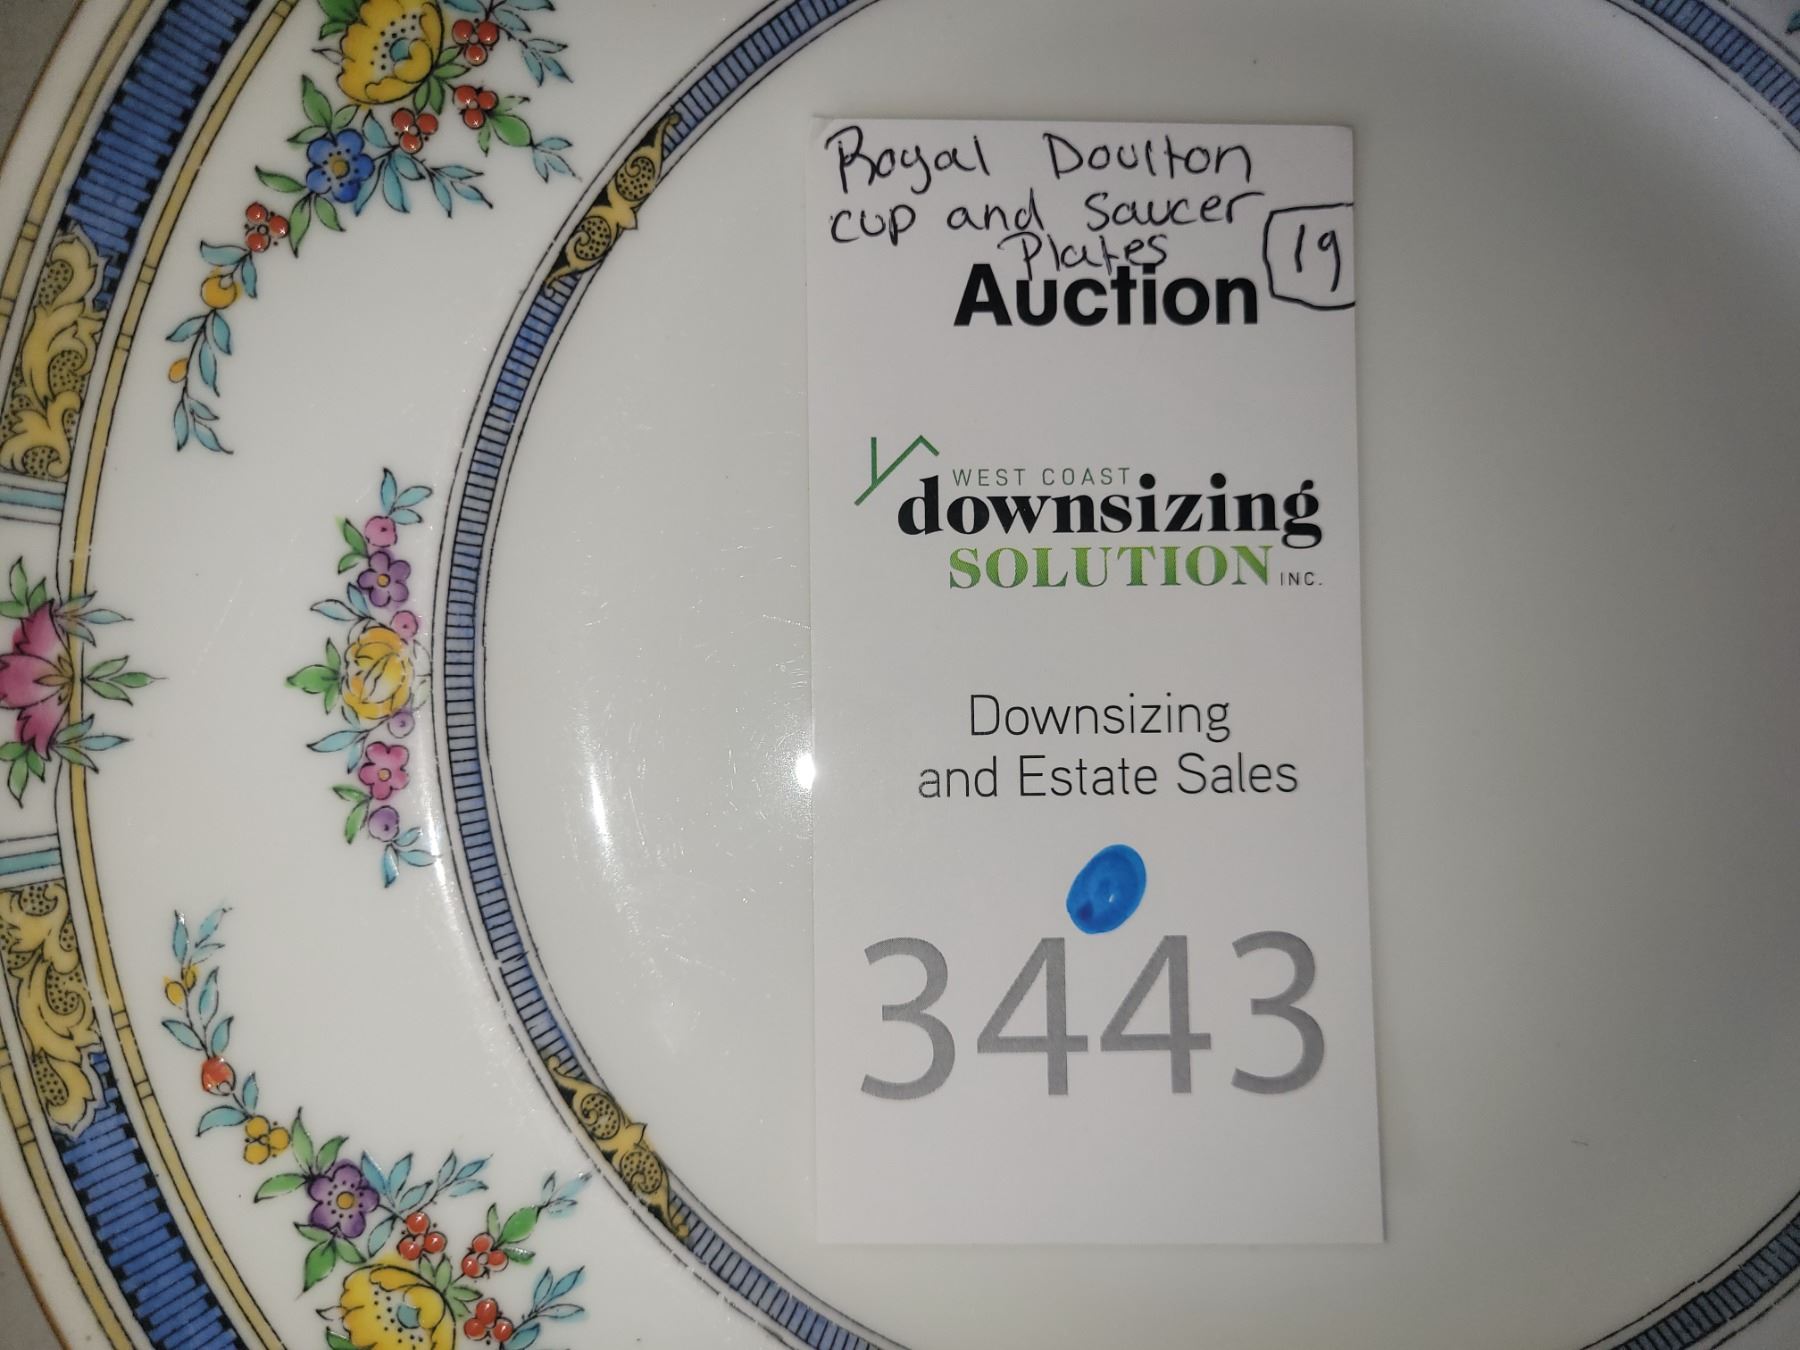 Royal Doulton
cup and saucer
Plates
19
Auction
WEST COAST
downsizing
SOLUTION INC.
Downsizing
and Estate Sales
3443